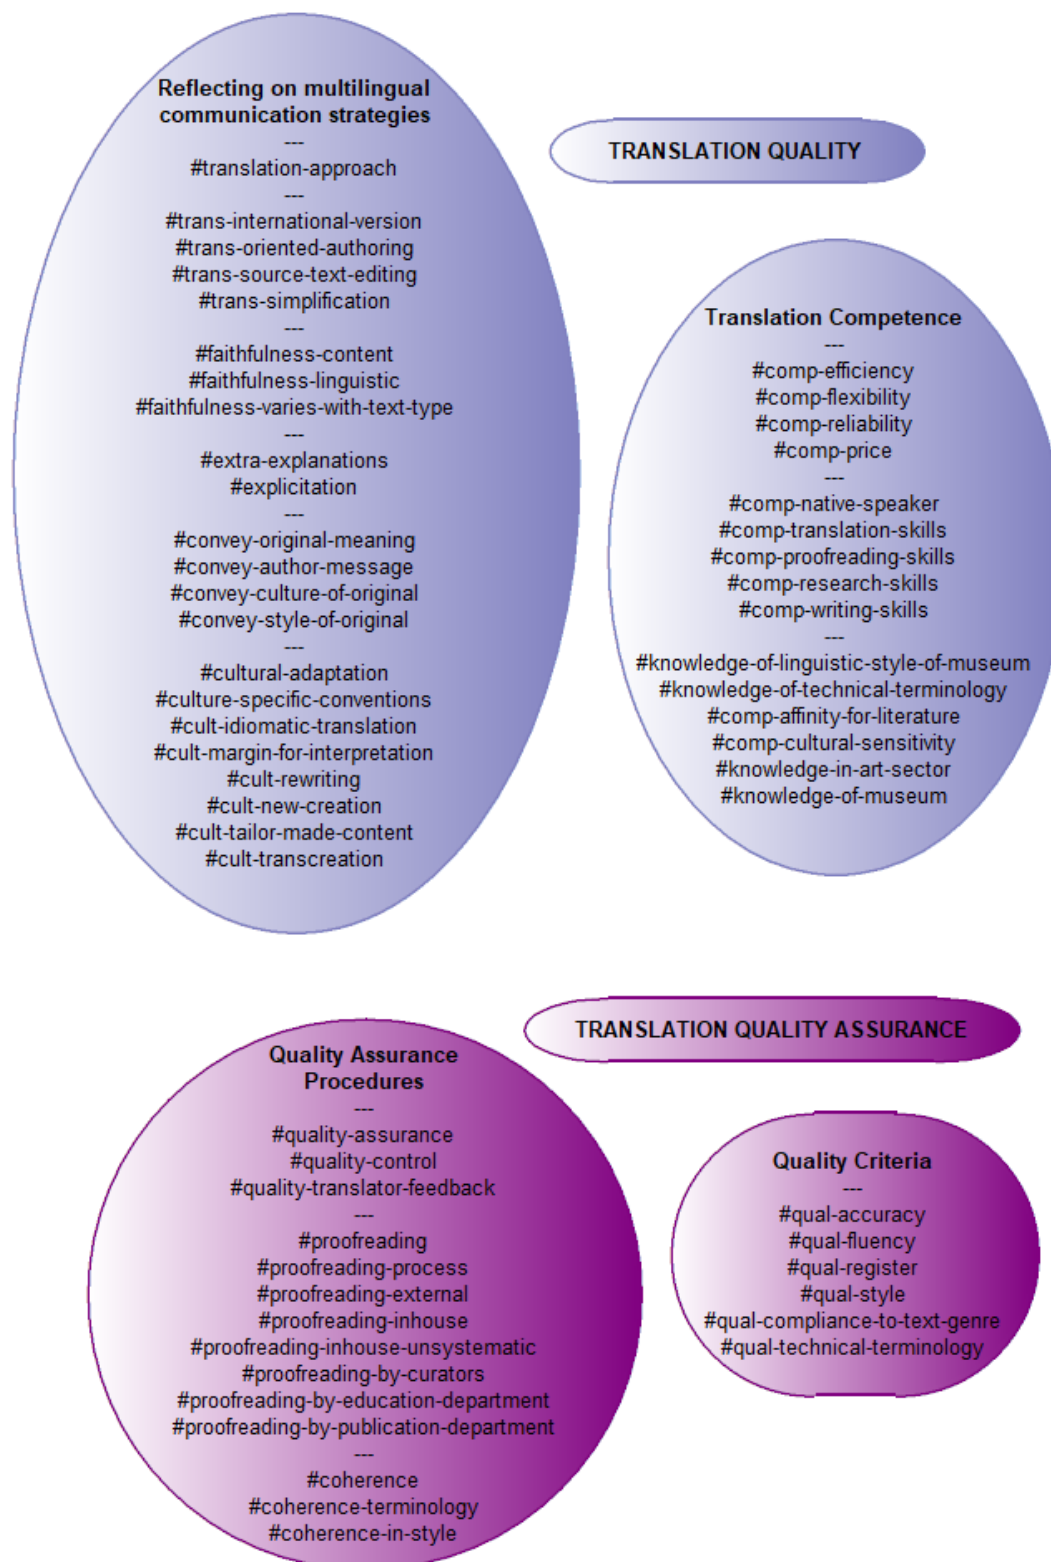 Reflecting on multilingual
communication strategies
---
#translation-approach
---
#trans-international-version
#trans-oriented-authoring
#trans-source-text-editing
#trans-simplification
---
#faithfulness-content
#faithfulness-linguistic
#faithfulness-varies-with-text-type
---
#extra-explanations
#explicitation
---
#convey-original-meaning
#convey-author-message
#convey-culture-of-original
#convey-style-of-original
---
#cultural-adaptation
#culture-specific-conventions
#cult-idiomatic-translation
#cult-margin-for-interpretation
#cult-rewriting
#cult-new-creation
#cult-tailor-made-content
#cult-transcreation
TRANSLATION QUALITY
Translation Competence
---
#comp-efficiency
#comp-flexibility
#comp-reliability
#comp-price
---
#comp-native-speaker
#comp-translation-skills
#comp-proofreading-skills
#comp-research-skills
#comp-writing-skills
---
#knowledge-of-linguistic-style-of-museum
#knowledge-of-technical-terminology
#comp-affinity-for-literature
#comp-cultural-sensitivity
#knowledge-in-art-sector
#knowledge-of-museum
TRANSLATION QUALITY ASSURANCE
Quality Assurance
Procedures
---
#quality-assurance
#quality-control
#quality-translator-feedback
---
#proofreading
#proofreading-process
#proofreading-external
#proofreading-inhouse
#proofreading-inhouse-unsystematic
#proofreading-by-curators
#proofreading-by-education-department
#proofreading-by-publication-department
---
#coherence
#coherence-terminology
#coherence-in-style
Quality Criteria
---
#qual-accuracy
#qual-fluency
#qual-register
#qual-style
#qual-compliance-to-text-genre
#qual-technical-terminology